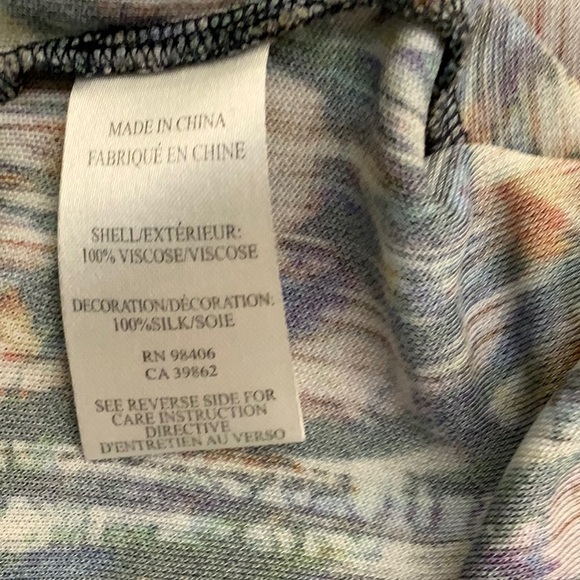 MADE IN CHINA
FABRIQUÉ EN CHINE
SHELL/EXTÉRIEUR:
100% VISCOSE/VISCOSE
DECORATION/DÉCORATION:
100%SILK/SOIE
RN 98406
CA 39862
SEE REVERSE SIDE FOR
CARE INSTRUCTION
DIRECTIVE
D'ENTRETIEN AU VERSO